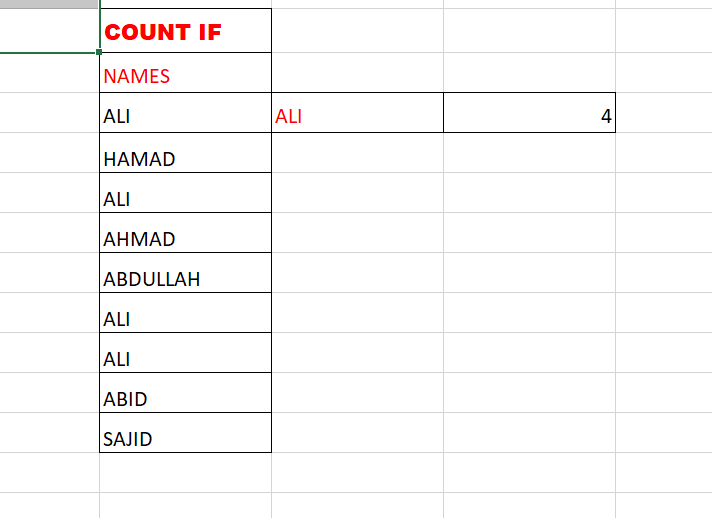 COUNT IF
NAMES
ALI ALI 4
HAMAD
ALI
AHMAD
ABDULLAH
ALI
ALI
ABID
SAJID